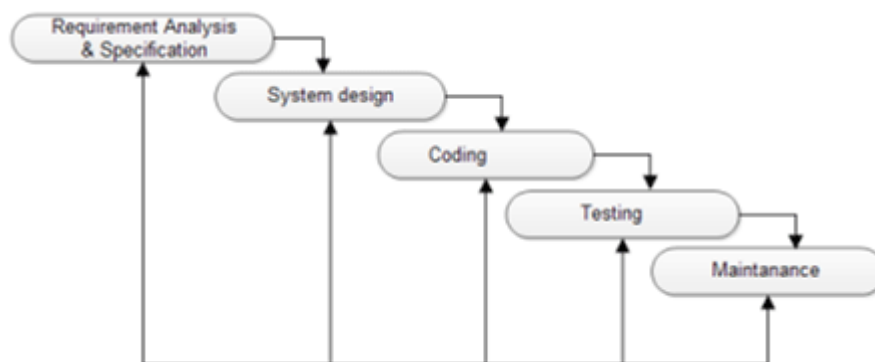 Requirement Analysis
& Specification
System design
Coding
Testing
Maintanance